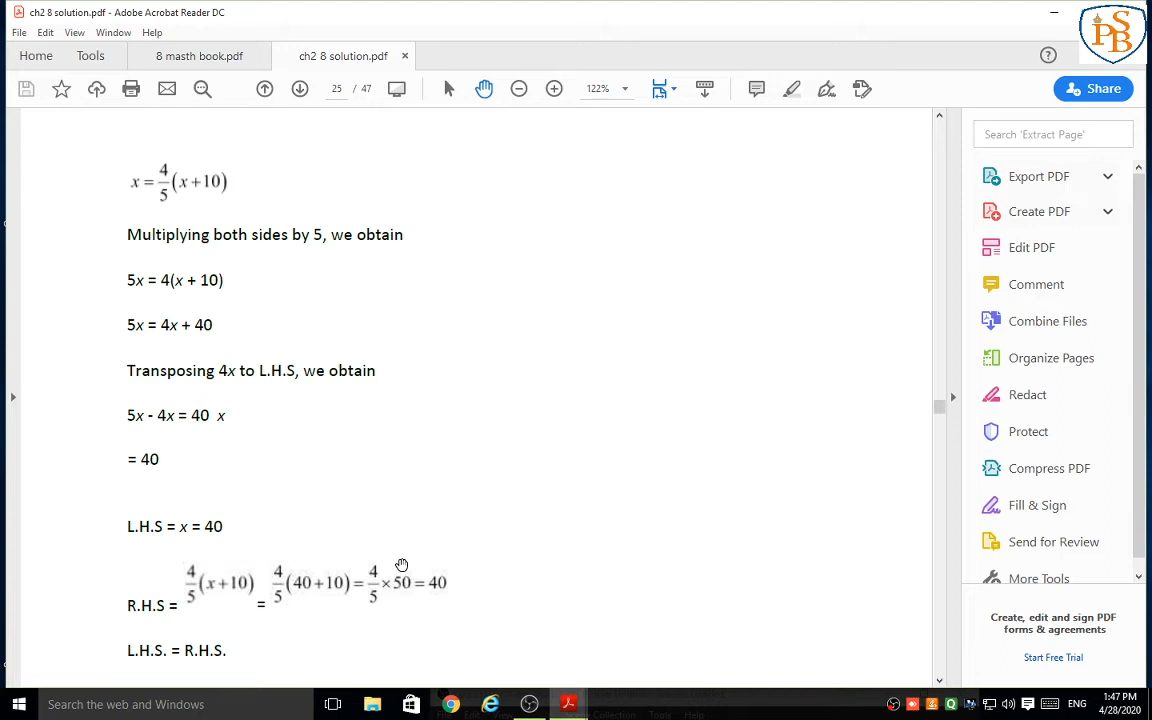 ch2 8 solution.pdf - Adobe Acrobat Reader DC
File Edit View Window Help
PSB
Home Tools 8 masth book.pdf ch2 8 solution.pdf ×
25 / 47 122% Share
x = 4/5 (x+10)
Multiplying both sides by 5, we obtain
5x = 4(x + 10)
5x = 4x + 40
Transposing 4x to L.H.S, we obtain
5x - 4x = 40 x
= 40
L.H.S = x = 40
R.H.S = 4/5 (x+10) = 4/5 (40+10) = 4/5 × 50 = 40
L.H.S. = R.H.S.
Search 'Extract Page'
Export PDF
Create PDF
Edit PDF
Comment
Combine Files
Organize Pages
Redact
Protect
Compress PDF
Fill & Sign
Send for Review
More Tools
Create, edit and sign PDF
forms & agreements
Start Free Trial
Search the web and Windows
ENG
1:47 PM
4/28/2020